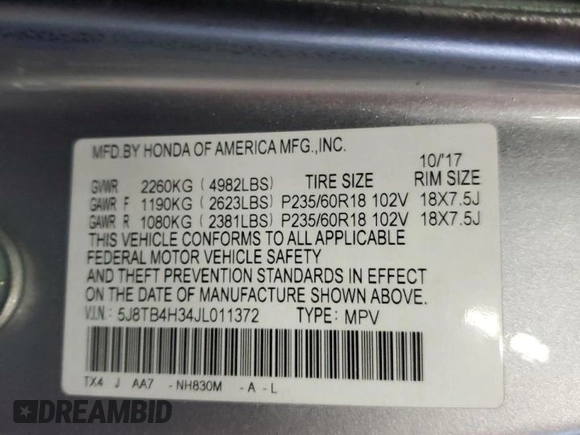 MFD.BY HONDA OF AMERICA MFG.,INC.
10/'17
GVWR 2260KG (4982LBS) TIRE SIZE RIM SIZE
GAWR F 1190KG (2623LBS) P235/60R18 102V 18X7.5J
GAWR R 1080KG (2381LBS) P235/60R18 102V 18X7.5J
THIS VEHICLE CONFORMS TO ALL APPLICABLE
FEDERAL MOTOR VEHICLE SAFETY
AND THEFT PREVENTION STANDARDS IN EFFECT
ON THE DATE OF MANUFACTURE SHOWN ABOVE.
V.I.N: 5J8TB4H34JL011372 TYPE: MPV
TX4 J AA7 -NH830M -A-L
DREAMBID